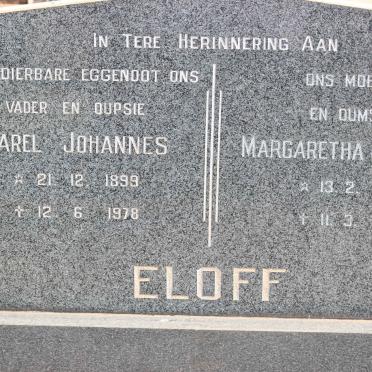 IN TERE HERINNERING AAN
DIERBARE EGGENOOT ONS
VADER EN OUPSIE
AREL JOHANNES
☆ 21. 12. 1899
✝ 12. 6 1978
ONS MOE
EN OUMS
MARGARETHA
☆ 13. 2.
✝ 11. 3.
ELOFF